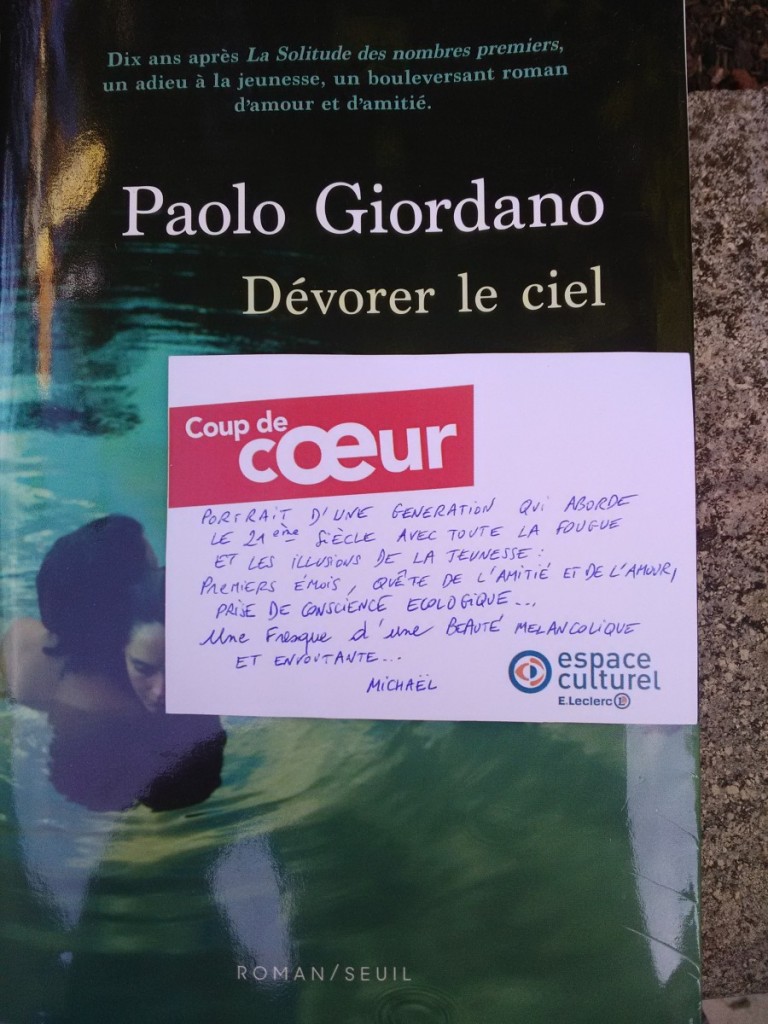 Dix ans après La Solitude des nombres premiers,
un adieu à la jeunesse, un bouleversant roman
d'amour et d'amitié.
Paolo Giordano
Dévorer le ciel
Coup de
cœur
PORTRAIT D'UNE GENERATION QUI ABORDE
LE 21ème SIÈCLE AVEC TOUTE LA FOUGUE
ET LES ILLUSIONS DE LA JEUNESSE :
PREMIERS ÉMOIS, QUÊTE DE L'AMITIÉ ET DE L'AMOUR,
PRISE DE CONSCIENCE ECOLOGIQUE...
Une Fresque d'une BEAUTÉ MELANCOLIQUE
ET ENVOUTANTE...
MICHAËL
espace
culturel
E.Leclerc
ROMAN/SEUIL